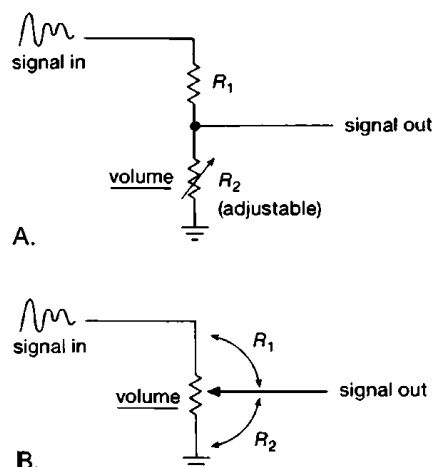 signal in
R₁
signal out
volume
R₂
(adjustable)
A.
signal in
R₁
volume
signal out
R₂
B.